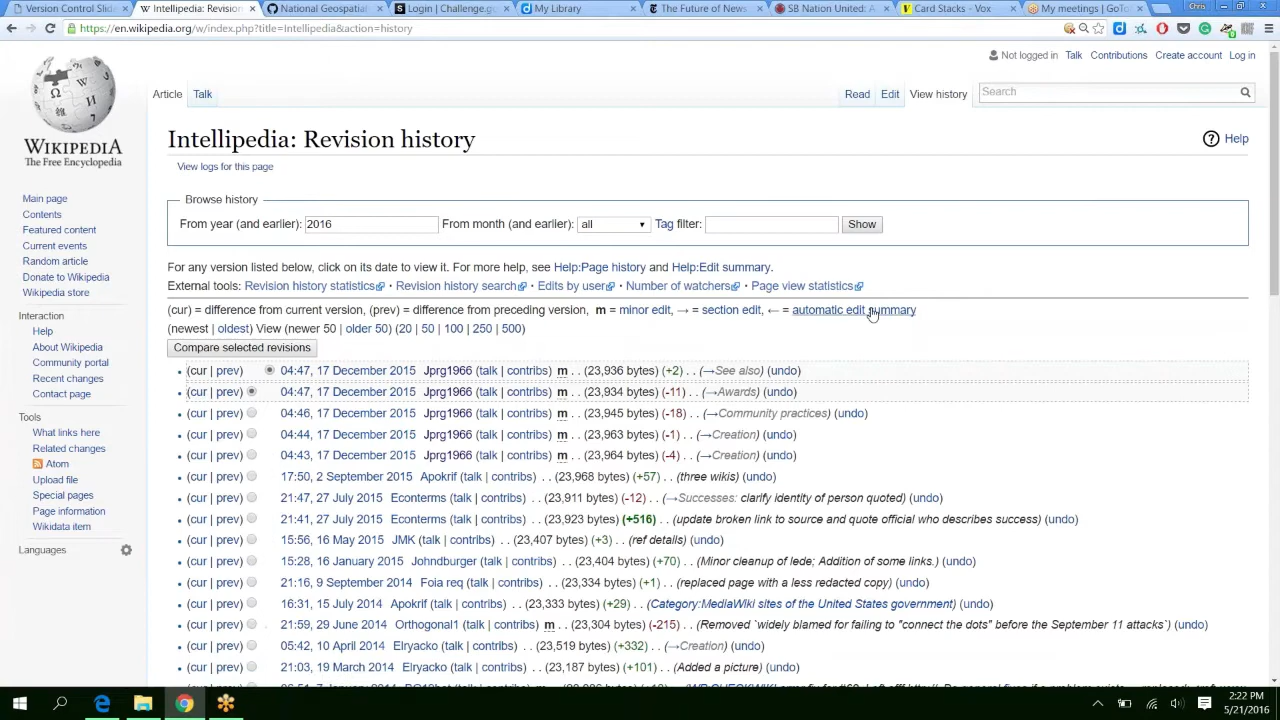 Version Control Slide
Wikipedia: Revision
National Geospatial
Login | Challenge.go
My Library
The Future of News
SB Nation United: A
Card Stacks - Vox
My meetings | GoTo
Chris
https://en.wikipedia.org/w/index.php?title=Intellipedia&action=history
Not logged in Talk Contributions Create account Log in
Article Talk Read Edit View history Search
WIKIPEDIA
The Free Encyclopedia
Intellipedia: Revision history
Help
View logs for this page
Main page
Contents
Featured content
Current events
Random article
Donate to Wikipedia
Wikipedia store
Interaction
Help
About Wikipedia
Community portal
Recent changes
Contact page
Tools
What links here
Related changes
Atom
Upload file
Special pages
Page information
Wikidata item
Languages
Browse history
From year (and earlier): 2016 From month (and earlier): all Tag filter: Show
For any version listed below, click on its date to view it. For more help, see Help:Page history and Help:Edit summary.
External tools: Revision history statistics · Revision history search · Edits by user · Number of watchers · Page view statistics
(cur) = difference from current version, (prev) = difference from preceding version, m = minor edit, → = section edit, ← = automatic edit summary
(newest | oldest) View (newer 50 | older 50) (20 | 50 | 100 | 250 | 500)
Compare selected revisions
(cur | prev) 04:47, 17 December 2015 Jprg1966 (talk | contribs) m . . (23,936 bytes) (+2) . . (→See also) (undo)
(cur | prev) 04:47, 17 December 2015 Jprg1966 (talk | contribs) m . . (23,934 bytes) (-11) . . (→Awards) (undo)
(cur | prev) 04:46, 17 December 2015 Jprg1966 (talk | contribs) m . . (23,945 bytes) (-18) . . (→Community practices) (undo)
(cur | prev) 04:44, 17 December 2015 Jprg1966 (talk | contribs) m . . (23,963 bytes) (-1) . . (→Creation) (undo)
(cur | prev) 04:43, 17 December 2015 Jprg1966 (talk | contribs) m . . (23,964 bytes) (-4) . . (→Creation) (undo)
(cur | prev) 17:50, 2 September 2015 Apokrif (talk | contribs) . . (23,968 bytes) (+57) . . (three wikis) (undo)
(cur | prev) 21:47, 27 July 2015 Econterms (talk | contribs) . . (23,911 bytes) (-12) . . (→Successes: clarify identity of person quoted) (undo)
(cur | prev) 21:41, 27 July 2015 Econterms (talk | contribs) . . (23,923 bytes) (+516) . . (update broken link to source and quote official who describes success) (undo)
(cur | prev) 15:56, 16 May 2015 JMK (talk | contribs) . . (23,407 bytes) (+3) . . (ref details) (undo)
(cur | prev) 15:28, 16 January 2015 Johndburger (talk | contribs) . . (23,404 bytes) (+70) . . (Minor cleanup of lede; Addition of some links.) (undo)
(cur | prev) 21:16, 9 September 2014 Foia req (talk | contribs) . . (23,334 bytes) (+1) . . (replaced page with a less redacted copy) (undo)
(cur | prev) 16:31, 15 July 2014 Apokrif (talk | contribs) . . (23,333 bytes) (+29) . . (Category:MediaWiki sites of the United States government) (undo)
(cur | prev) 21:59, 29 June 2014 Orthogonal1 (talk | contribs) m . . (23,304 bytes) (-215) . . (Removed `widely blamed for failing to "connect the dots" before the September 11 attacks`) (undo)
(cur | prev) 05:42, 10 April 2014 Elryacko (talk | contribs) . . (23,519 bytes) (+332) . . (→Creation) (undo)
(cur | prev) 21:03, 19 March 2014 Elryacko (talk | contribs) . . (23,187 bytes) (+101) . . (Added a picture) (undo)
2:22 PM
5/21/2016